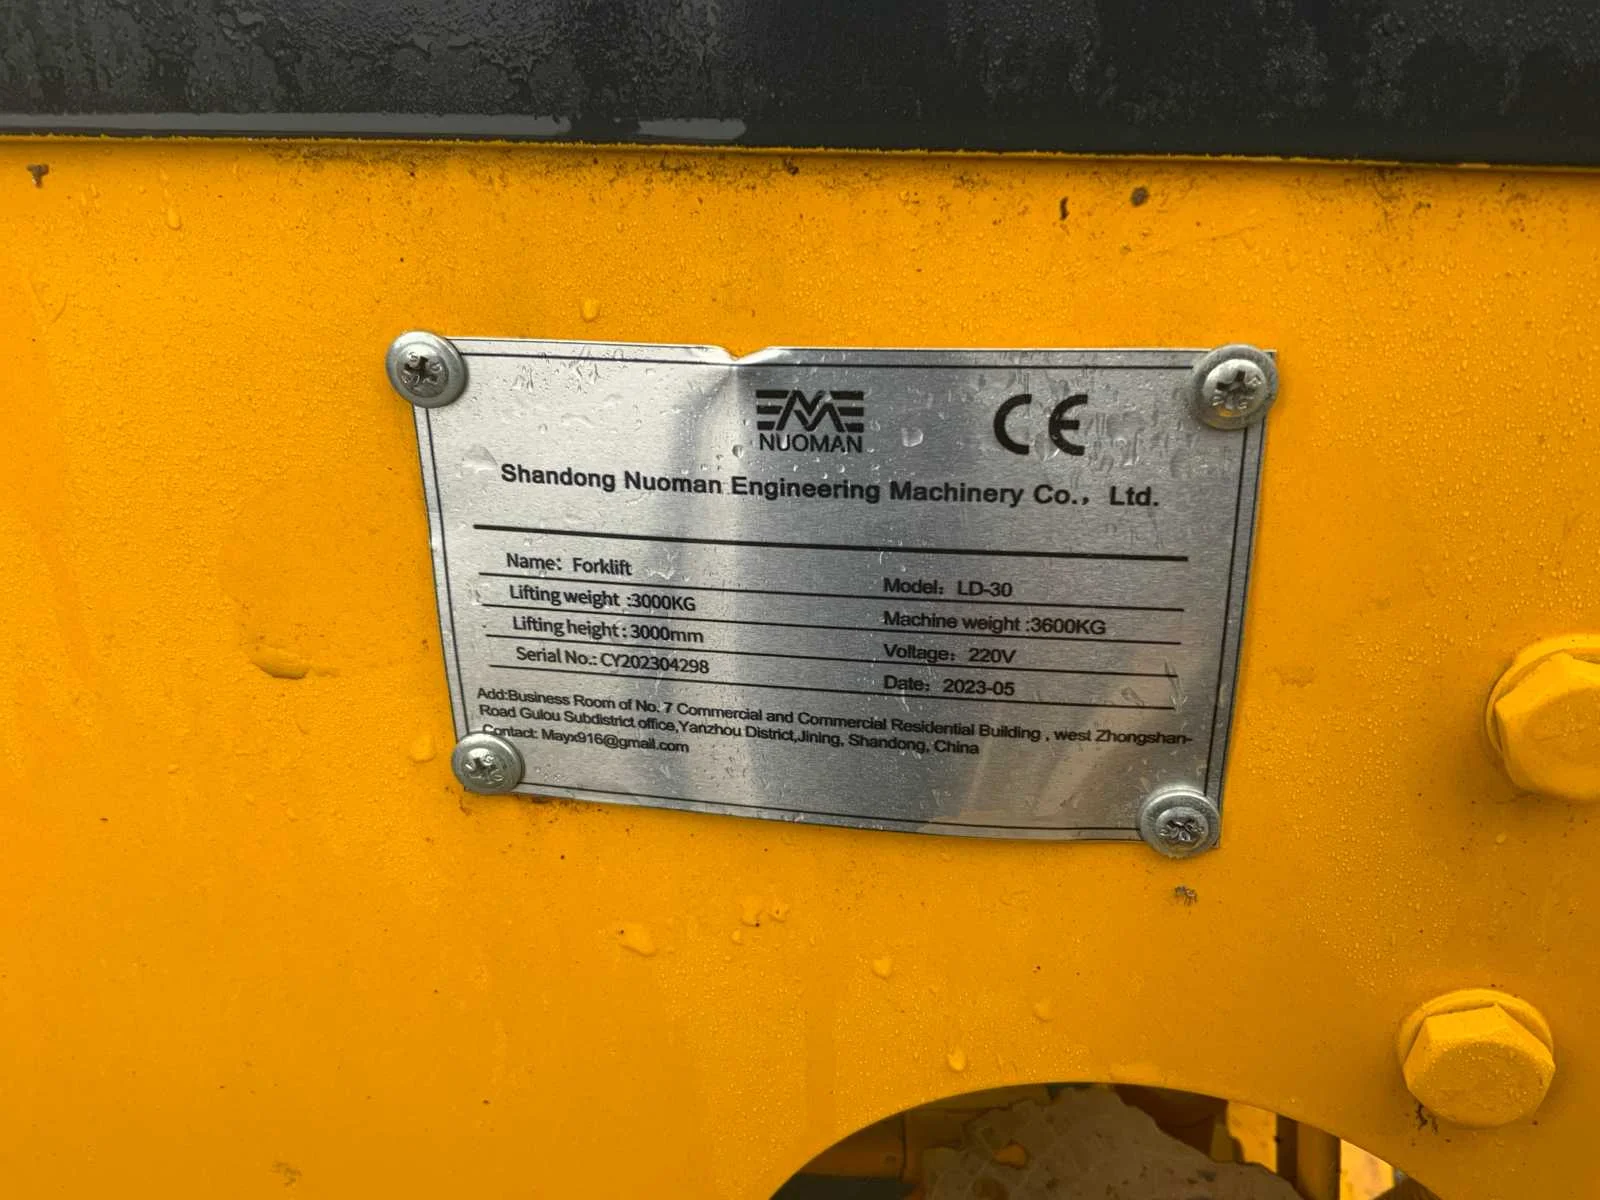 NUOMAN
CE
Shandong Nuoman Engineering Machinery Co., Ltd.
Name: Forklift
Model: LD-30
Lifting weight :3000KG
Machine weight :3600KG
Lifting height : 3000mm
Voltage: 220V
Serial No.: CY202304298
Date: 2023-05
Add:Business Room of No. 7 Commercial and Commercial Residential Building , west Zhongshan-
Road Gulou Subdistrict office,Yanzhou District,Jining, Shandong, China
Contact: Mayx916@gmail.com